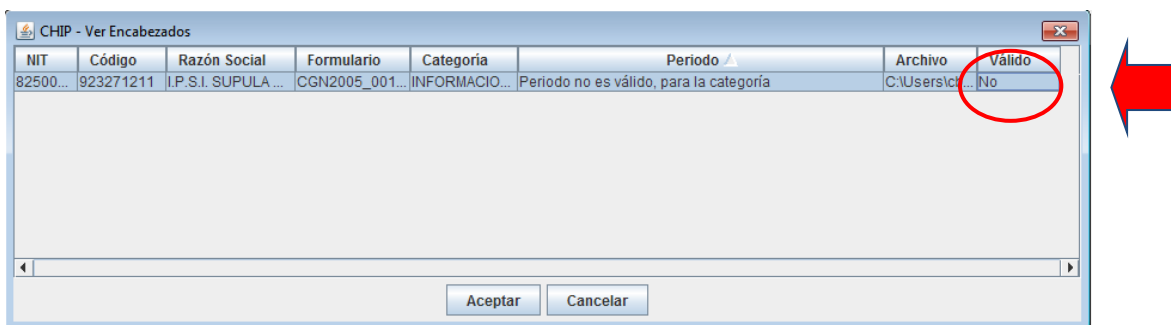 CHIP - Ver Encabezados
NIT Código Razón Social Formulario Categoría Periodo Archivo Válido
82500... 923271211 I.P.S.I. SUPULA ... CGN2005_001... INFORMACIO... Periodo no es válido, para la categoría C:\Users\ch... No
Aceptar Cancelar